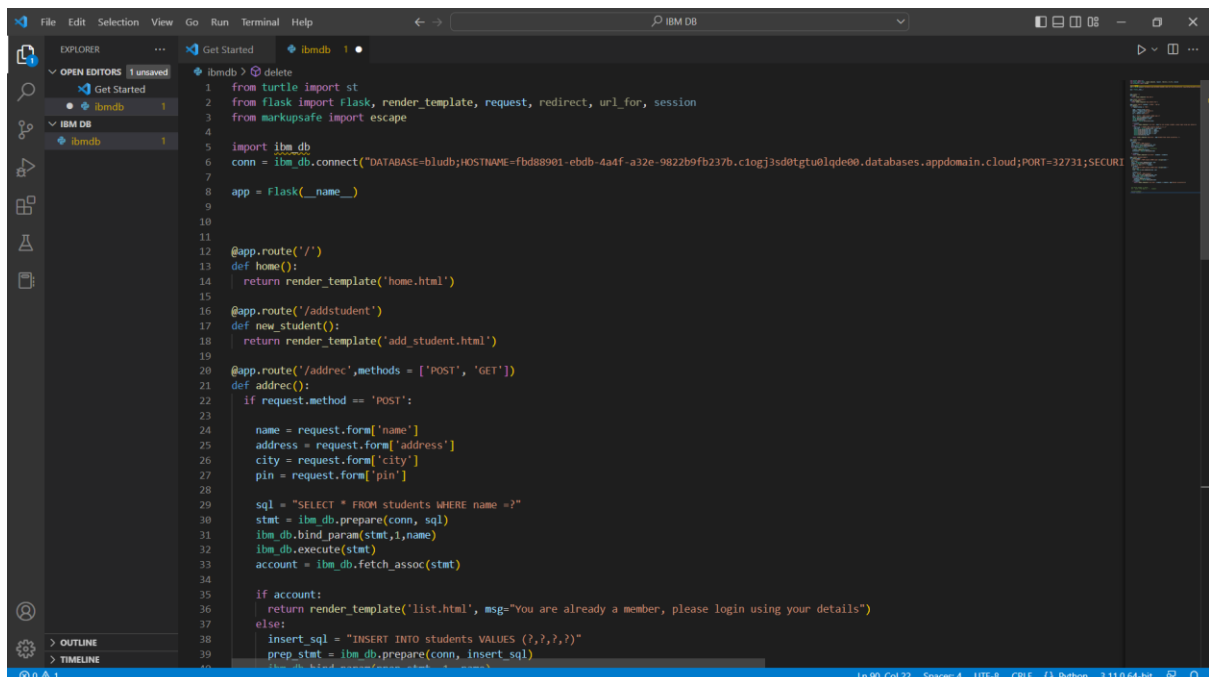 File Edit Selection View Go Run Terminal Help
IBM DB
EXPLORER
Get Started
ibmdb 1
OPEN EDITORS 1 unsaved
ibmdb > delete
Get Started
ibmdb 1
IBM DB
ibmdb 1
1 from turtle import st
2 from flask import Flask, render_template, request, redirect, url_for, session
3 from markupsafe import escape
4
5 import ibm_db
6 conn = ibm_db.connect("DATABASE=bludb;HOSTNAME=fbd88901-ebdb-4a4f-a32e-9822b9fb237b.c1ogj3sd0tgtu0lqde00.databases.appdomain.cloud;PORT=32731;SECURI
7
8 app = Flask(__name__)
9
10
11
12 @app.route('/')
13 def home():
14 return render_template('home.html')
15
16 @app.route('/addstudent')
17 def new_student():
18 return render_template('add_student.html')
19
20 @app.route('/addrec',methods = ['POST', 'GET'])
21 def addrec():
22 if request.method == 'POST':
23
24 name = request.form['name']
25 address = request.form['address']
26 city = request.form['city']
27 pin = request.form['pin']
28
29 sql = "SELECT * FROM students WHERE name =?"
30 stmt = ibm_db.prepare(conn, sql)
31 ibm_db.bind_param(stmt,1,name)
32 ibm_db.execute(stmt)
33 account = ibm_db.fetch_assoc(stmt)
34
35 if account:
36 return render_template('list.html', msg="You are already a member, please login using your details")
37 else:
38 insert_sql = "INSERT INTO students VALUES (?,?,?,?)"
39 prep_stmt = ibm_db.prepare(conn, insert_sql)
OUTLINE
TIMELINE
Ln 90, Col 22 Spaces: 4 UTF-8 CRLF Python 3.11.0 64-bit